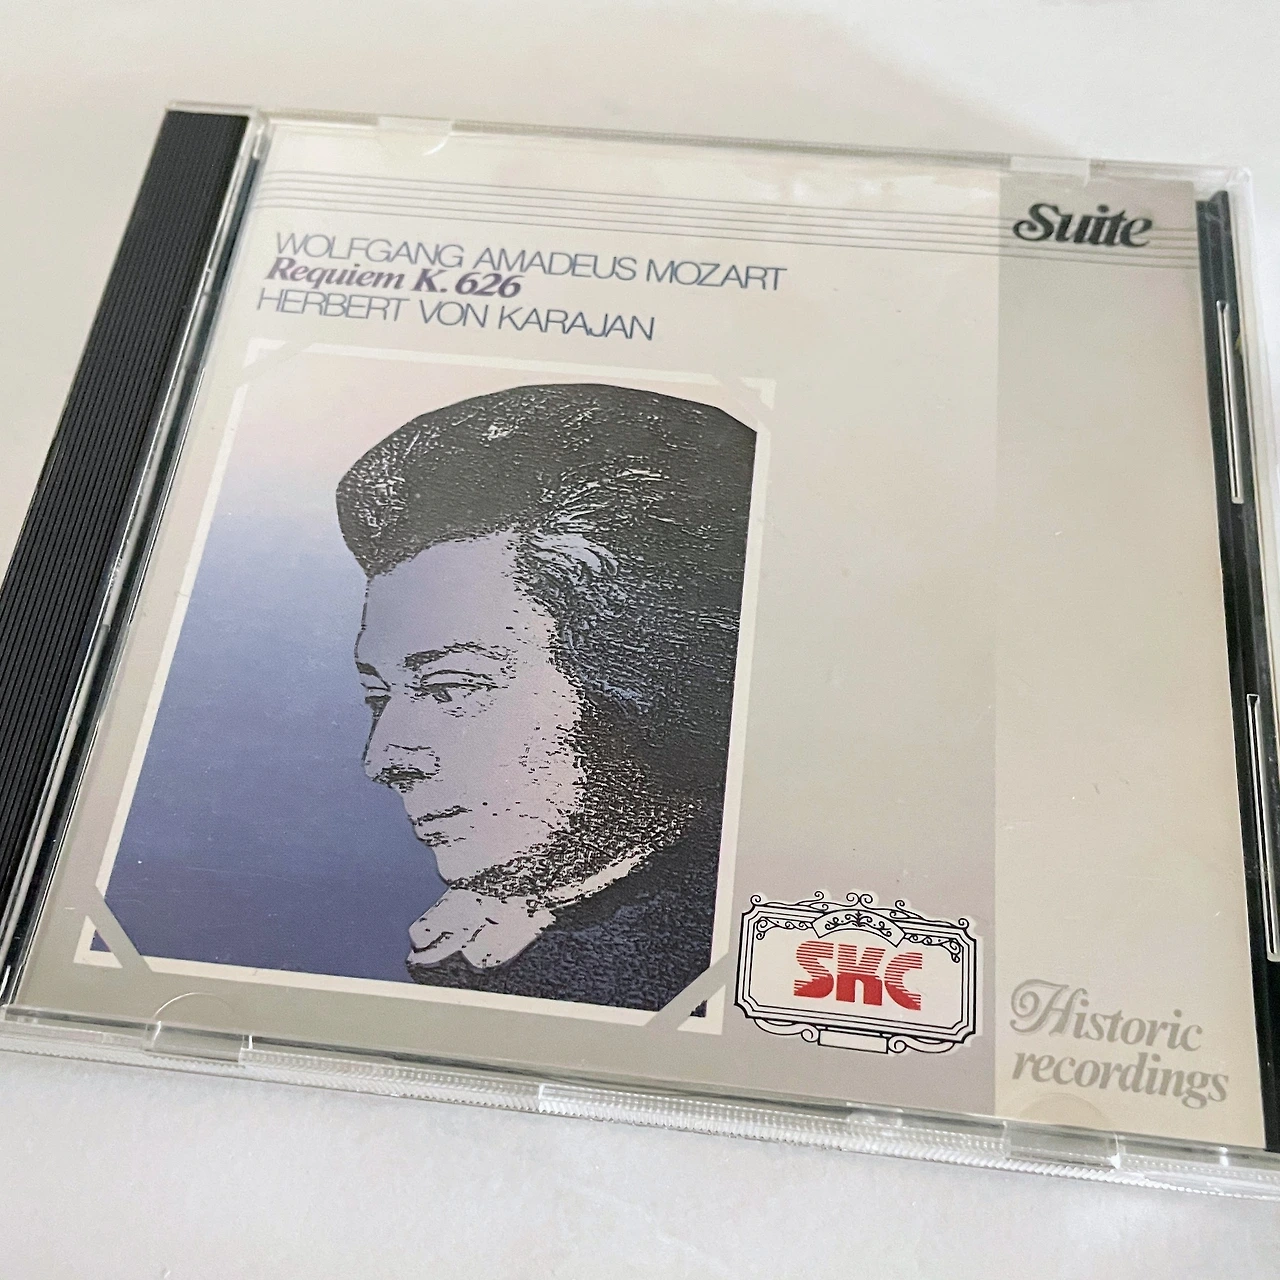 Suite
WOLFGANG AMADEUS MOZART
Requiem K. 626
HERBERT VON KARAJAN
SKC
Historic
recordings